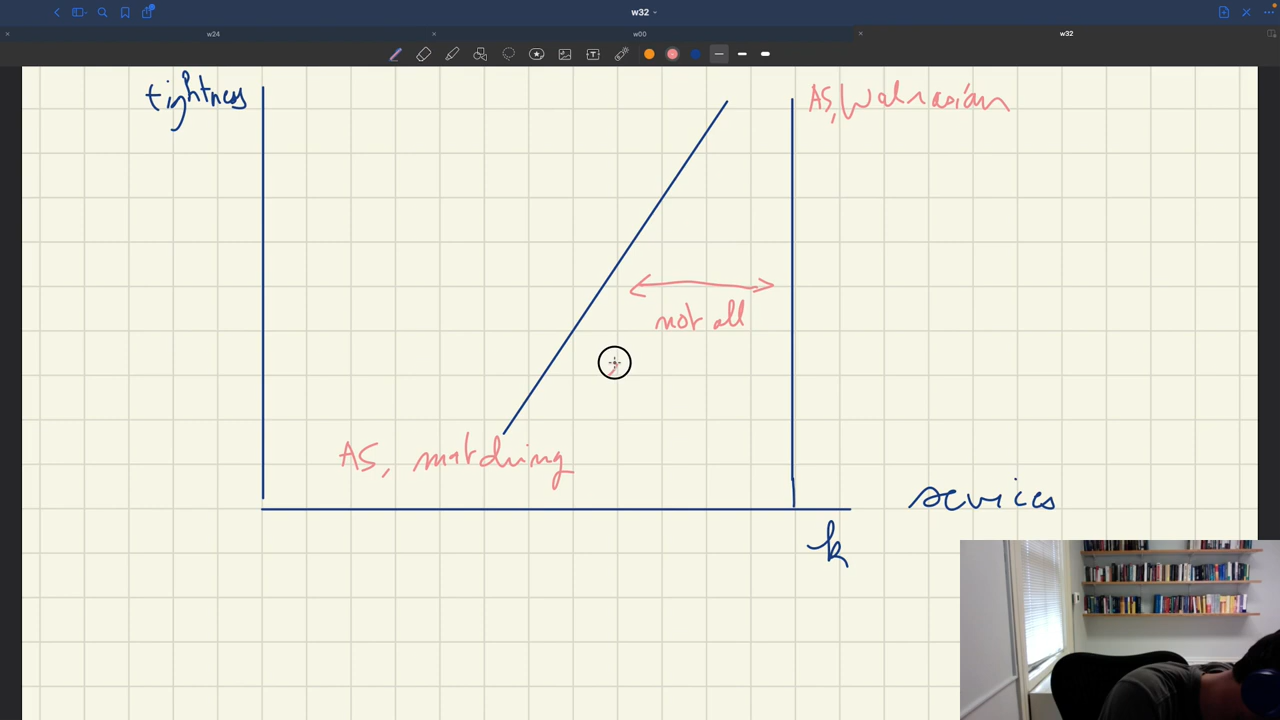 w32
w24
w00
w32
tightness
AS, Walrasian
not all
AS, matching
services
k